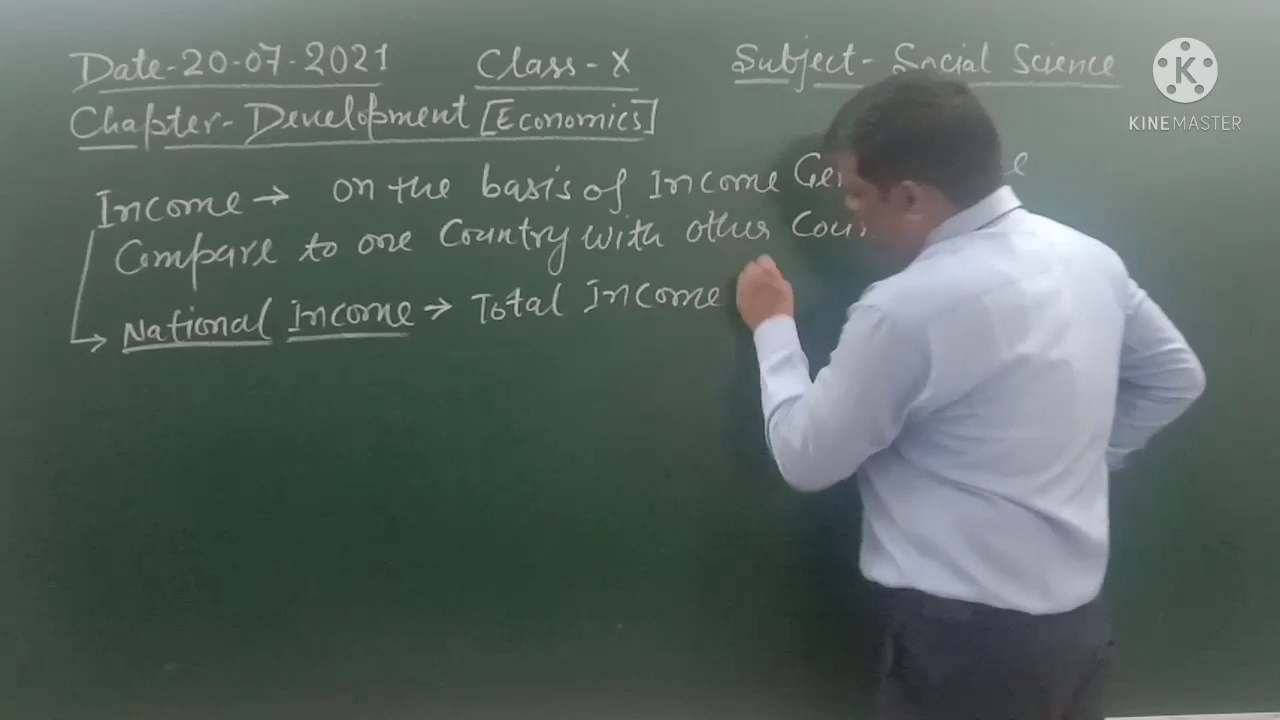 Date-20-07-2021 Class-X Subject- Social Science
Chapter- Development [Economics]
Income → on the basis of Income
Compare to one Country with other
National Income → Total Income
KINEMASTER